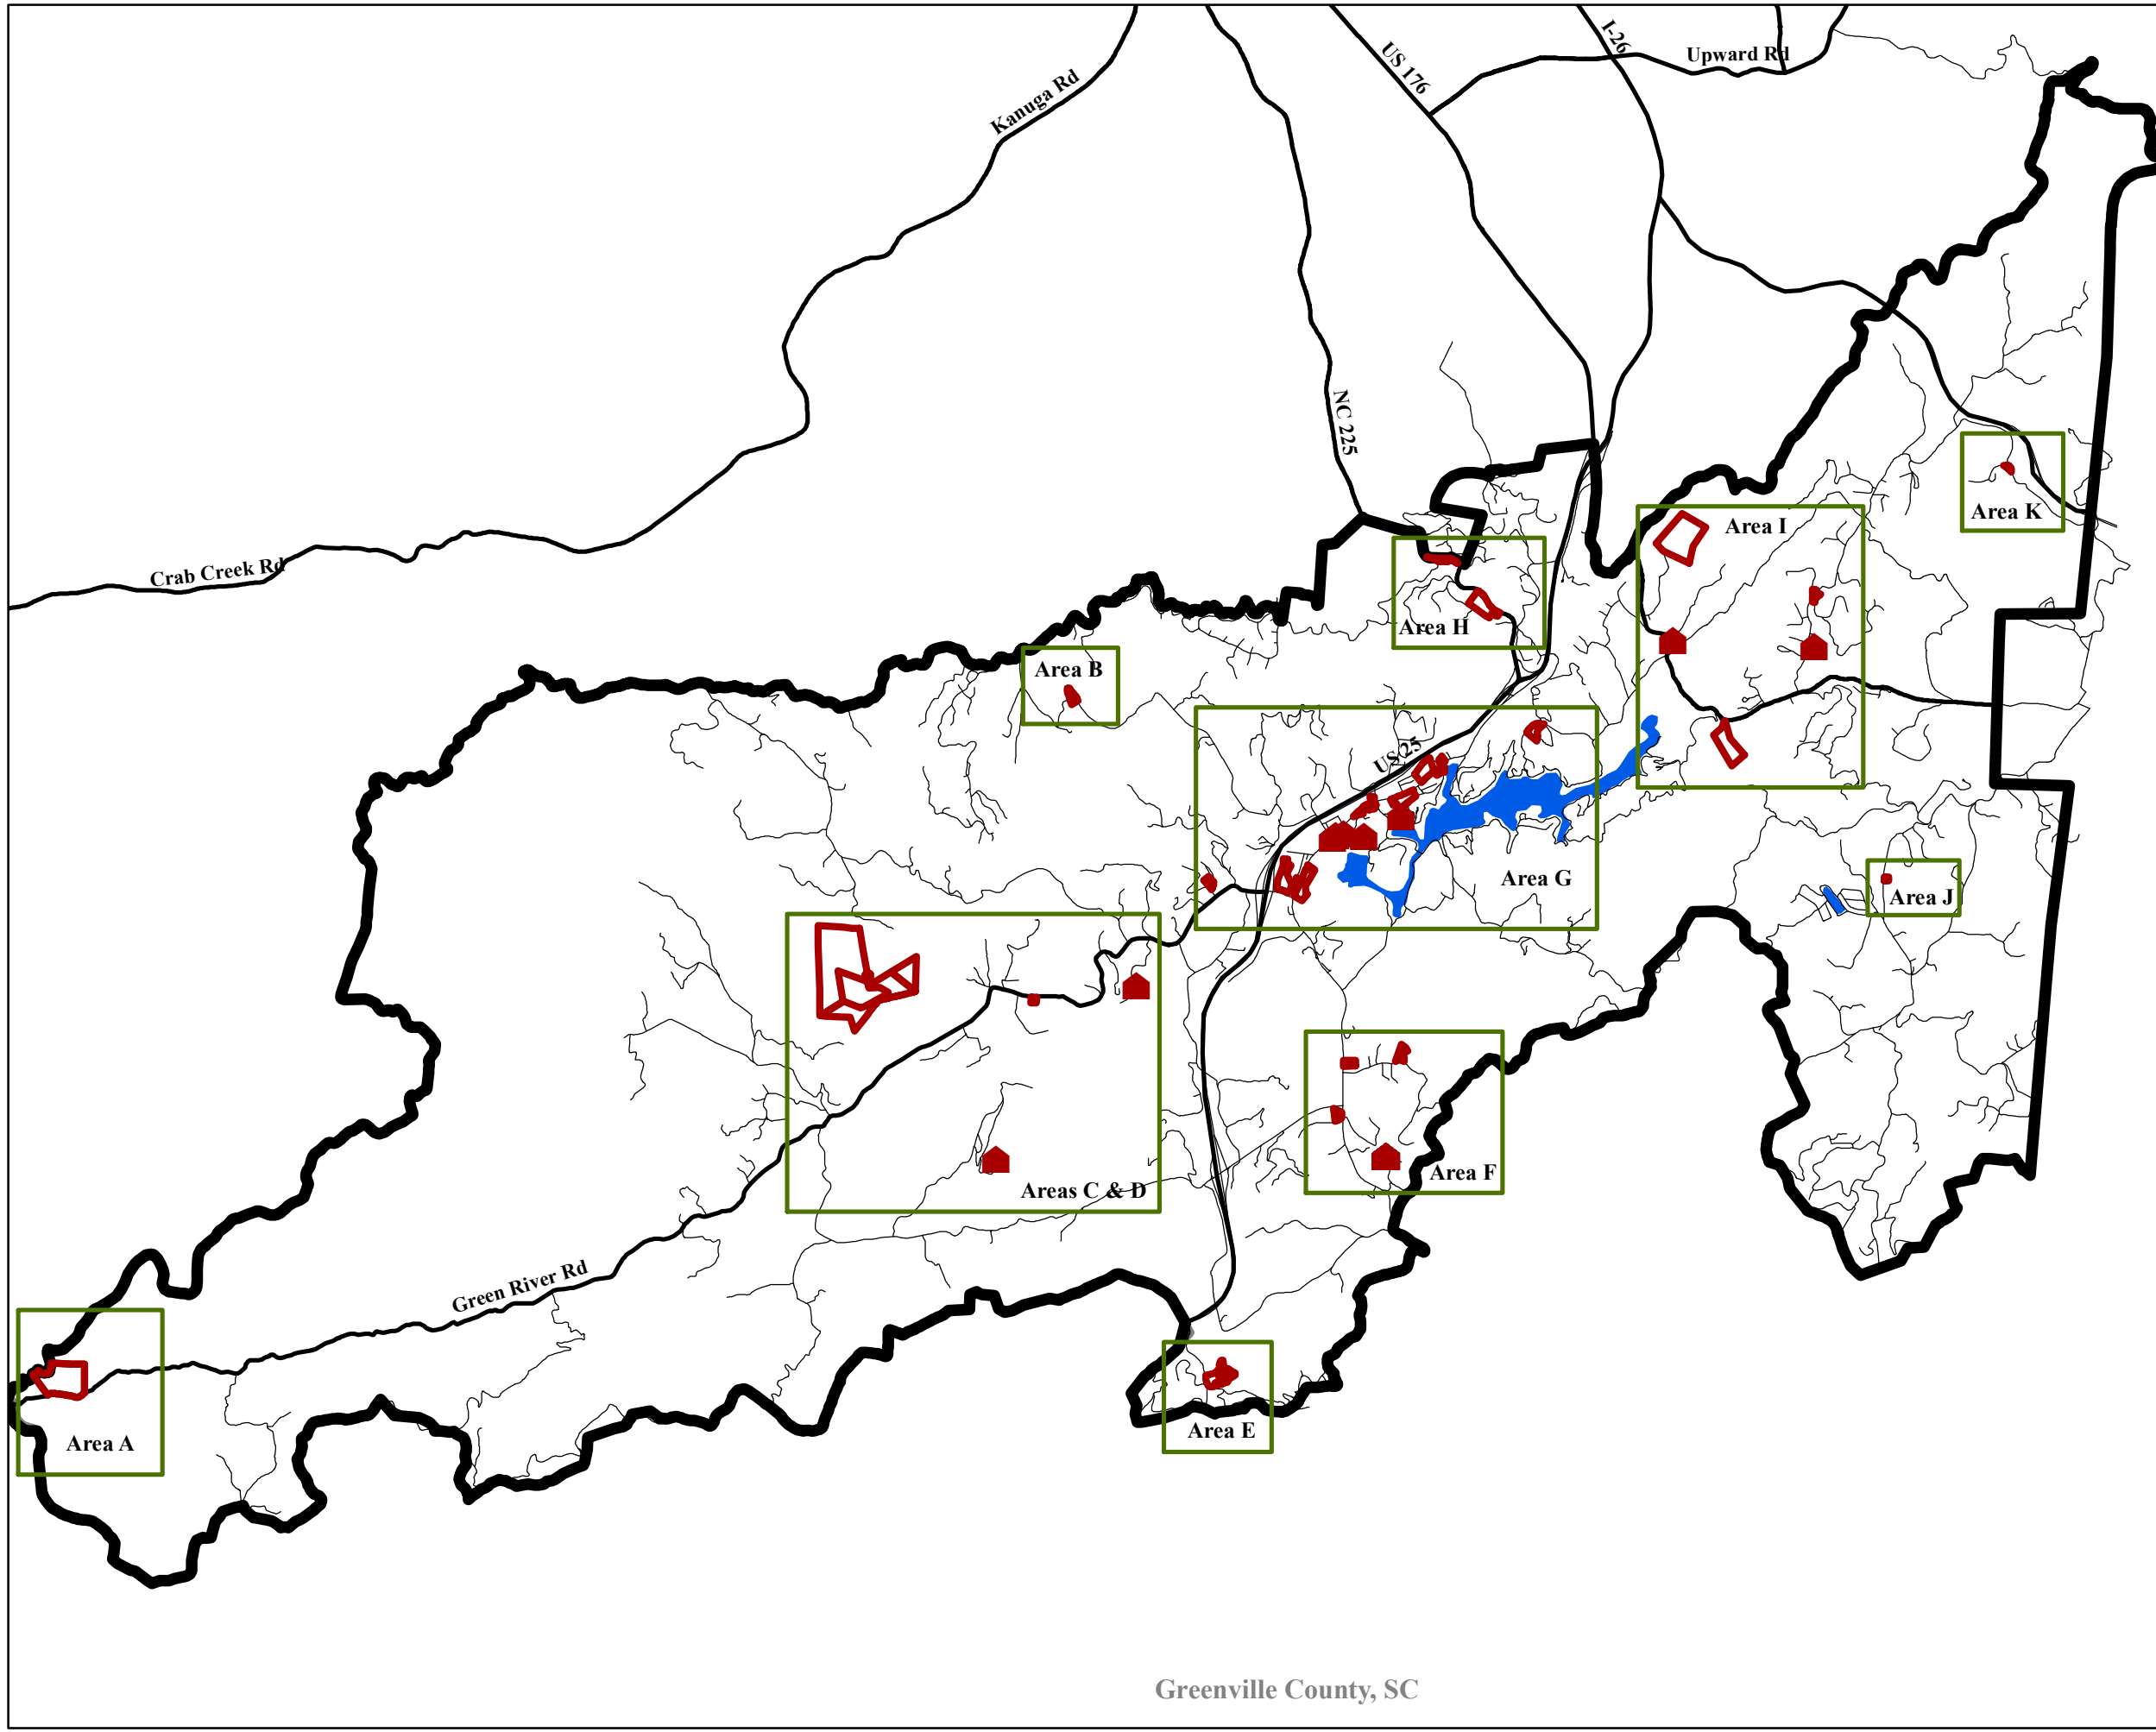 I-26
Upward Rd
US 176
Kanuga Rd
NC 225
Area K
Area I
Crab Creek Rd
Area H
Area B
US 25
Area G
Area J
Area F
Areas C & D
Green River Rd
Area E
Area A
Greenville County, SC